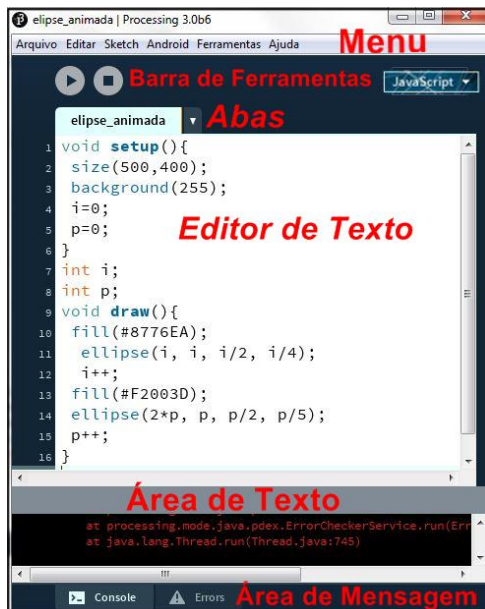 elipse_animada | Processing 3.0b6
Arquivo Editar Sketch Android Ferramentas Ajuda Menu
Barra de Ferramentas JavaScript
elipse_animada Abas
1 void setup(){
2 size(500,400);
3 background(255);
4 i=0;
5 p=0; Editor de Texto
6 }
7 int i;
8 int p;
9 void draw(){
10 fill(#8776EA);
11 ellipse(i, i, i/2, i/4);
12 i++;
13 fill(#F2003D);
14 ellipse(2*p, p, p/2, p/5);
15 p++;
16 }
Área de Texto
at processing.mode.java.pdex.ErrorCheckerService.run(Err
at java.lang.Thread.run(Thread.java:745)
Console Errors Área de Mensagem